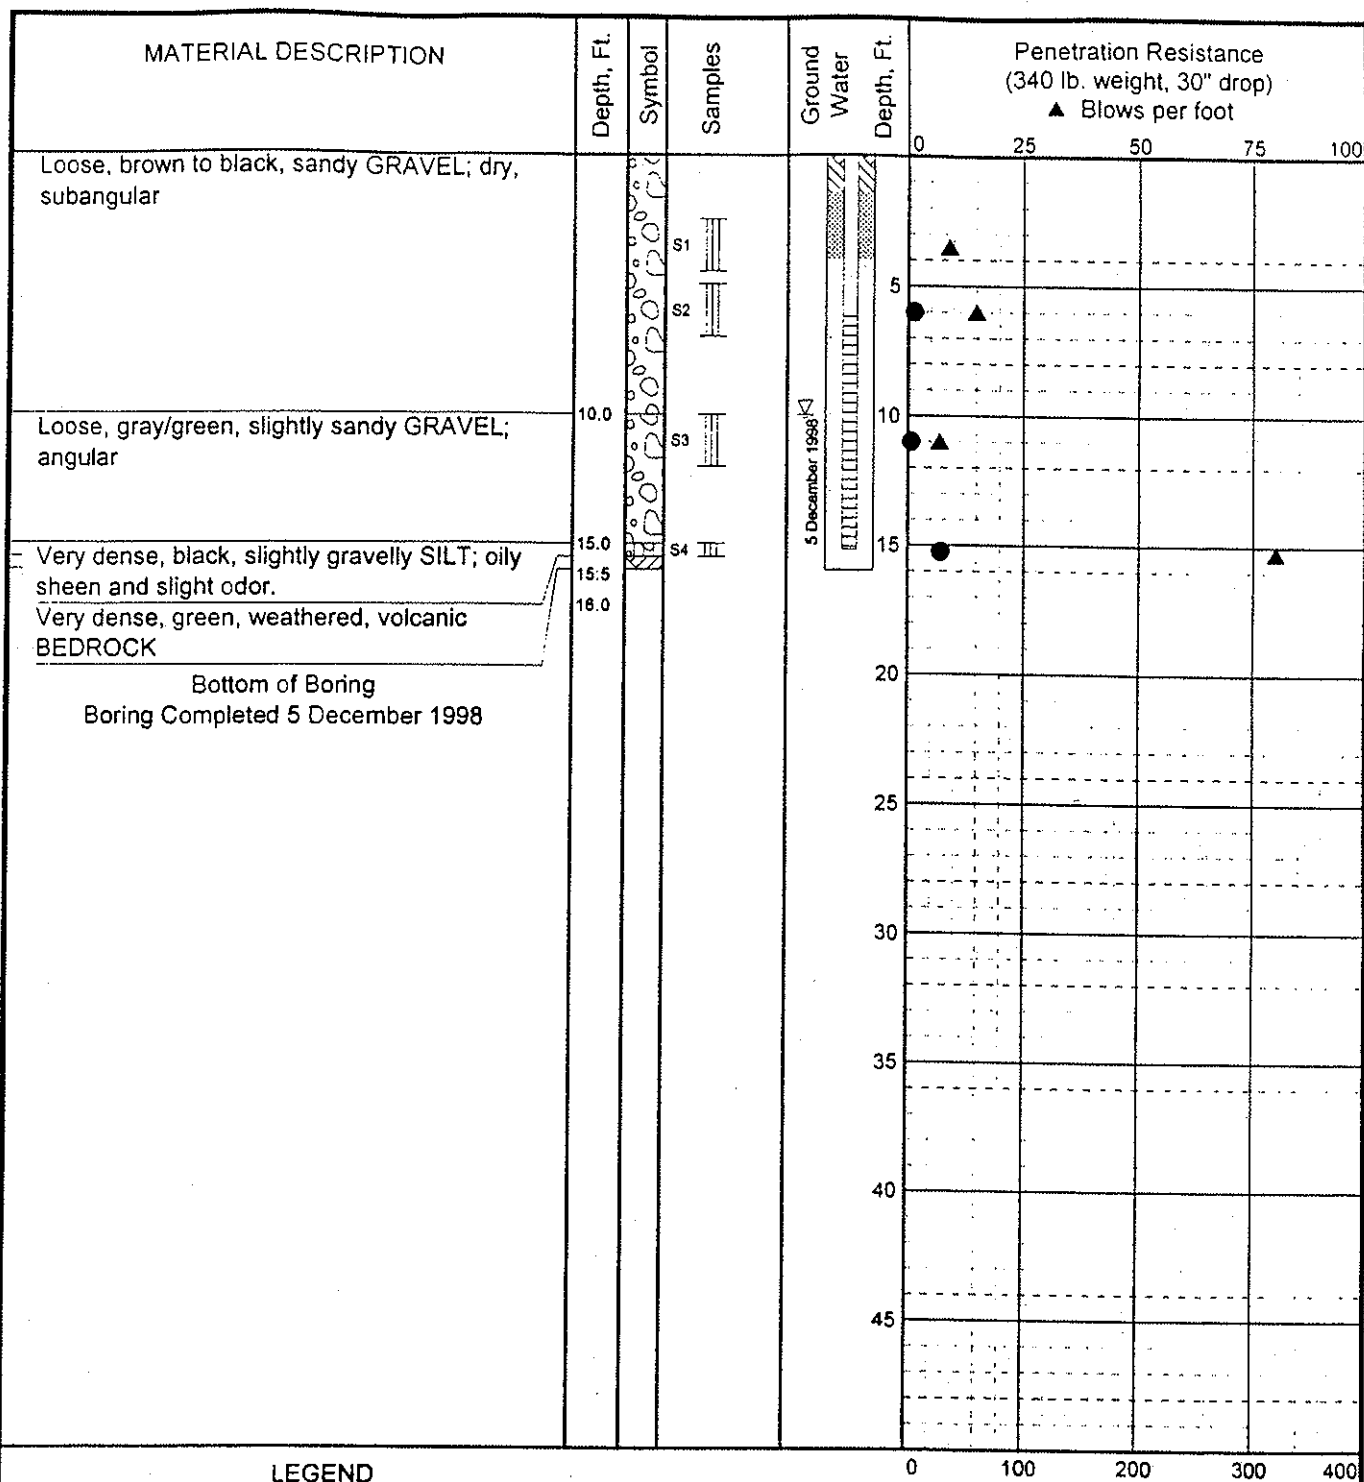 MATERIAL DESCRIPTION
Depth, Ft.
Symbol
Samples
Ground
Water
Depth, Ft.
Penetration Resistance
(340 lb. weight, 30" drop)
▲ Blows per foot
0 25 50 75 100
Loose, brown to black, sandy GRAVEL; dry,
subangular
S1
S2
5
10.0
Loose, gray/green, slightly sandy GRAVEL;
angular
S3
5 December 1998
10
15.0
Very dense, black, slightly gravelly SILT; oily
sheen and slight odor.
15:5
S4
15
16.0
Very dense, green, weathered, volcanic
BEDROCK
Bottom of Boring
Boring Completed 5 December 1998
20
25
30
35
40
45
LEGEND
0 100 200 300 400